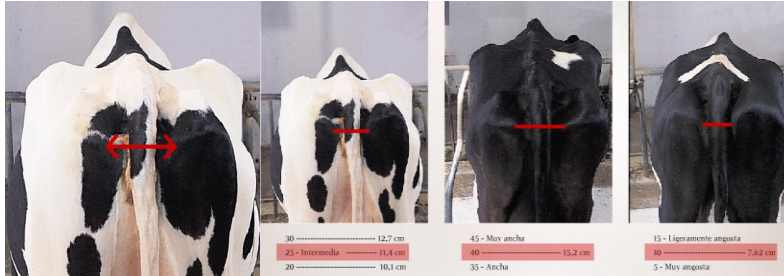 30 ---------------------------- 12,7 cm
25 - Intermedia ---------- 11,4 cm
20 ---------------------------- 10,1 cm
45 - Muy ancha
40 ---------------------------- 15,2 cm
35 - Ancha
15 - Ligeramente angosta
10 ---------------------------- 7,62 cm
5 - Muy angosta